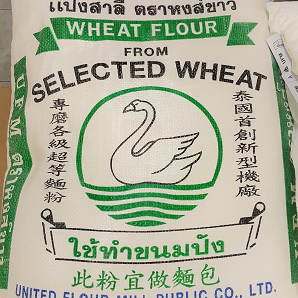 แป้งสาลี ตราหงส์ขาว
WHEAT FLOUR
FROM
SELECTED WHEAT
專磨各級超等麵粉
泰國首創新型機廠
U F M
ใช้ทำขนมปัง
此粉宜做麵包
UNITED FLOUR MILL PUBLIC CO., LTD.